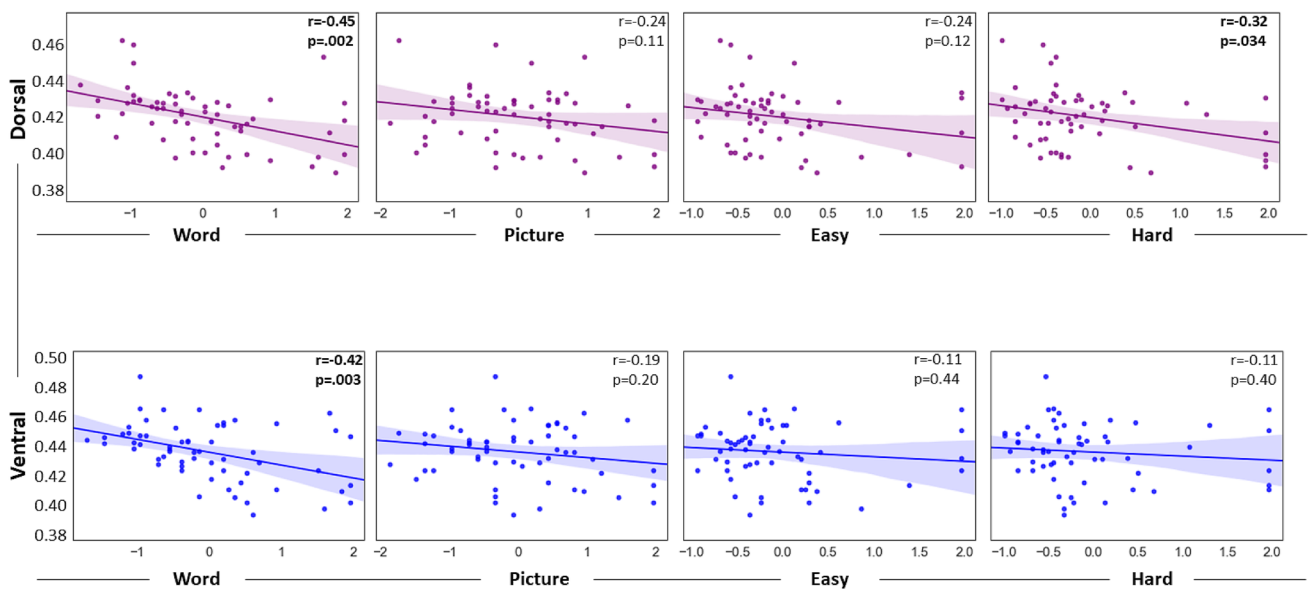 r=-0.45
p=.002
r=-0.24
p=0.11
r=-0.24
p=0.12
r=-0.32
p=.034
Dorsal
0.46
0.44
0.42
0.40
0.38
−1 0 1 2
−2 −1 0 1 2
−1.0 −0.5 0.0 0.5 1.0 1.5 2.0
−1.0 −0.5 0.0 0.5 1.0 1.5 2.0
Word Picture Easy Hard
r=-0.42
p=.003
r=-0.19
p=0.20
r=-0.11
p=0.44
r=-0.11
p=0.40
Ventral
0.50
0.48
0.46
0.44
0.42
0.40
0.38
−1 0 1 2
−2 −1 0 1 2
−1.0 −0.5 0.0 0.5 1.0 1.5 2.0
−1.0 −0.5 0.0 0.5 1.0 1.5 2.0
Word Picture Easy Hard